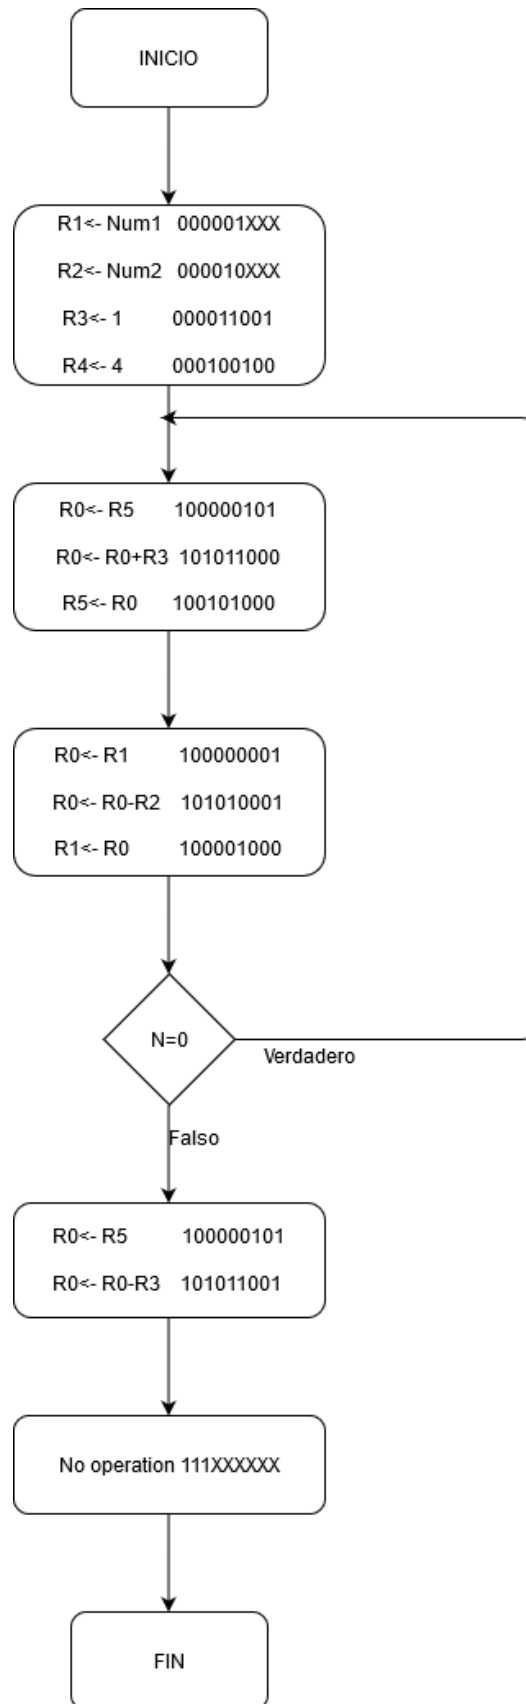 INICIO
R1<- Num1 000001XXX
R2<- Num2 000010XXX
R3<- 1 000011001
R4<- 4 000100100
R0<- R5 100000101
R0<- R0+R3 101011000
R5<- R0 100101000
R0<- R1 100000001
R0<- R0-R2 101010001
R1<- R0 100001000
N=0
Verdadero
Falso
R0<- R5 100000101
R0<- R0-R3 101011001
No operation 111XXXXXX
FIN